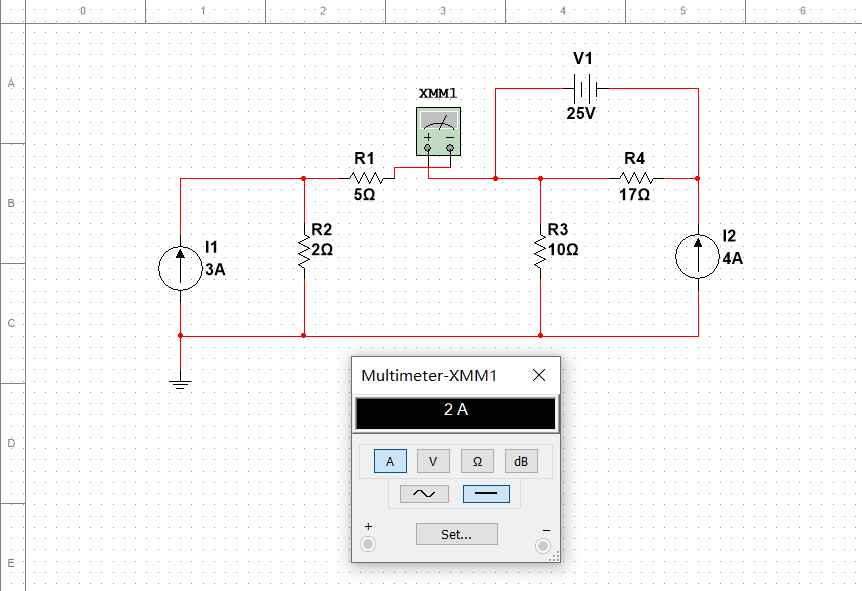 0 1 2 3 4 5 6
A
B
C
D
E
V1
25V
XMM1
+ −
R1
5Ω
R4
17Ω
R2
2Ω
R3
10Ω
I1
3A
I2
4A
Multimeter-XMM1
2 A
A V Ω dB
+ Set... −